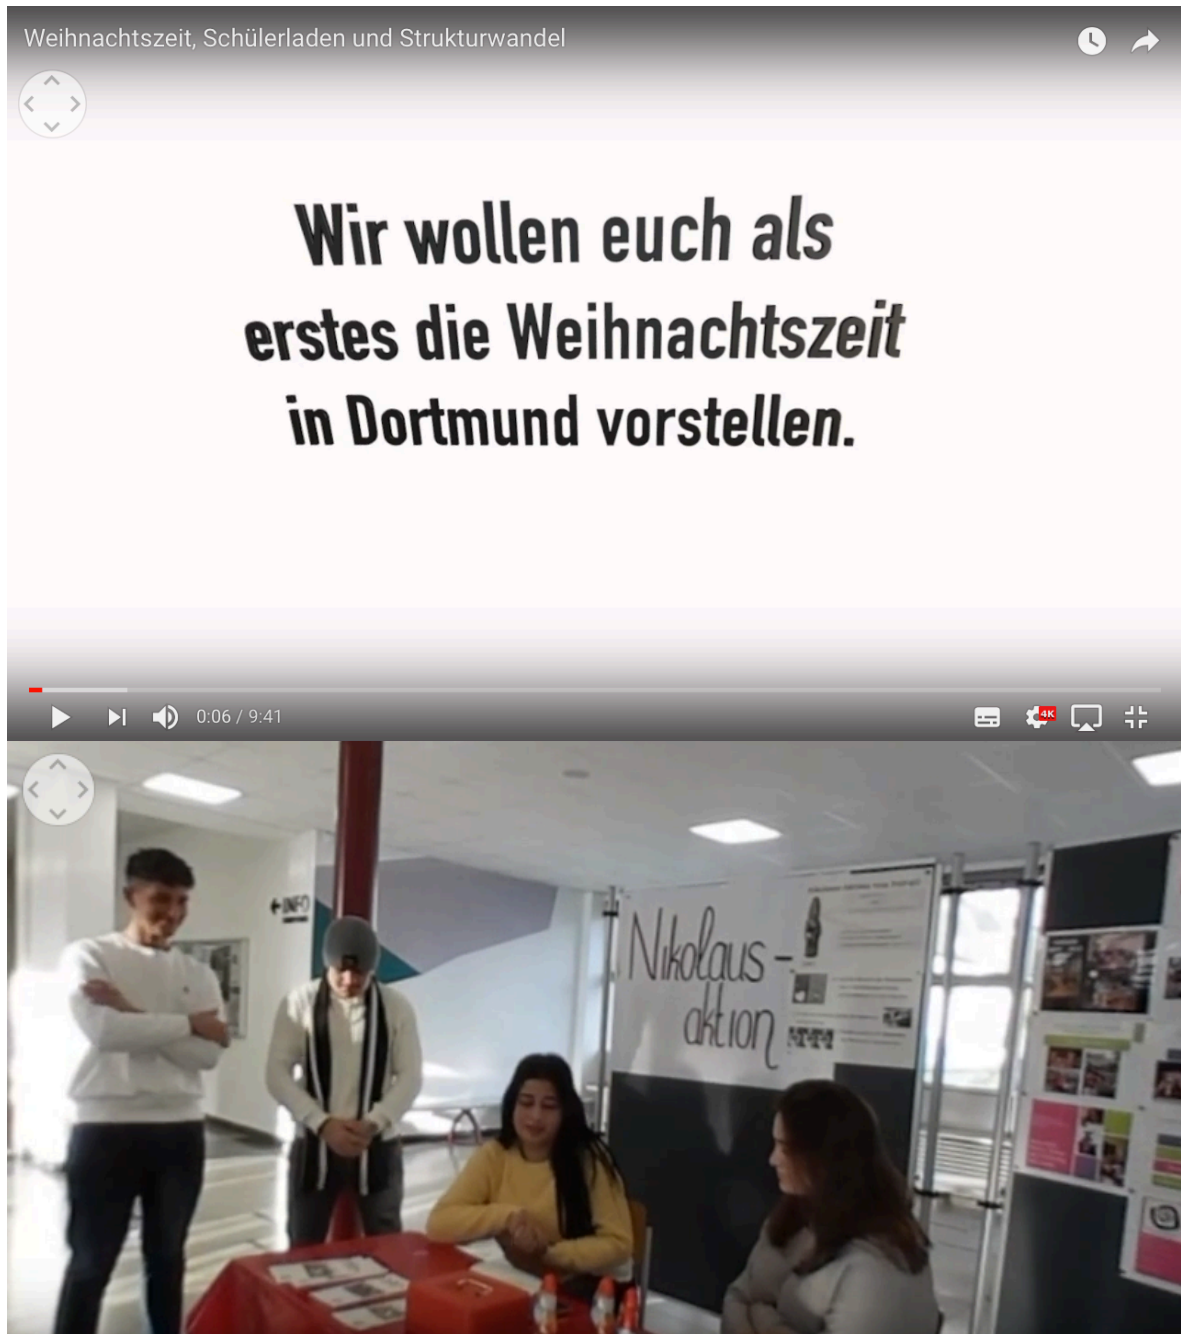 Weihnachtszeit, Schülerladen und Strukturwandel
Wir wollen euch als
erstes die Weihnachtszeit
in Dortmund vorstellen.
0:06 / 9:41
4K
INFO
Nikolaus-
aktion